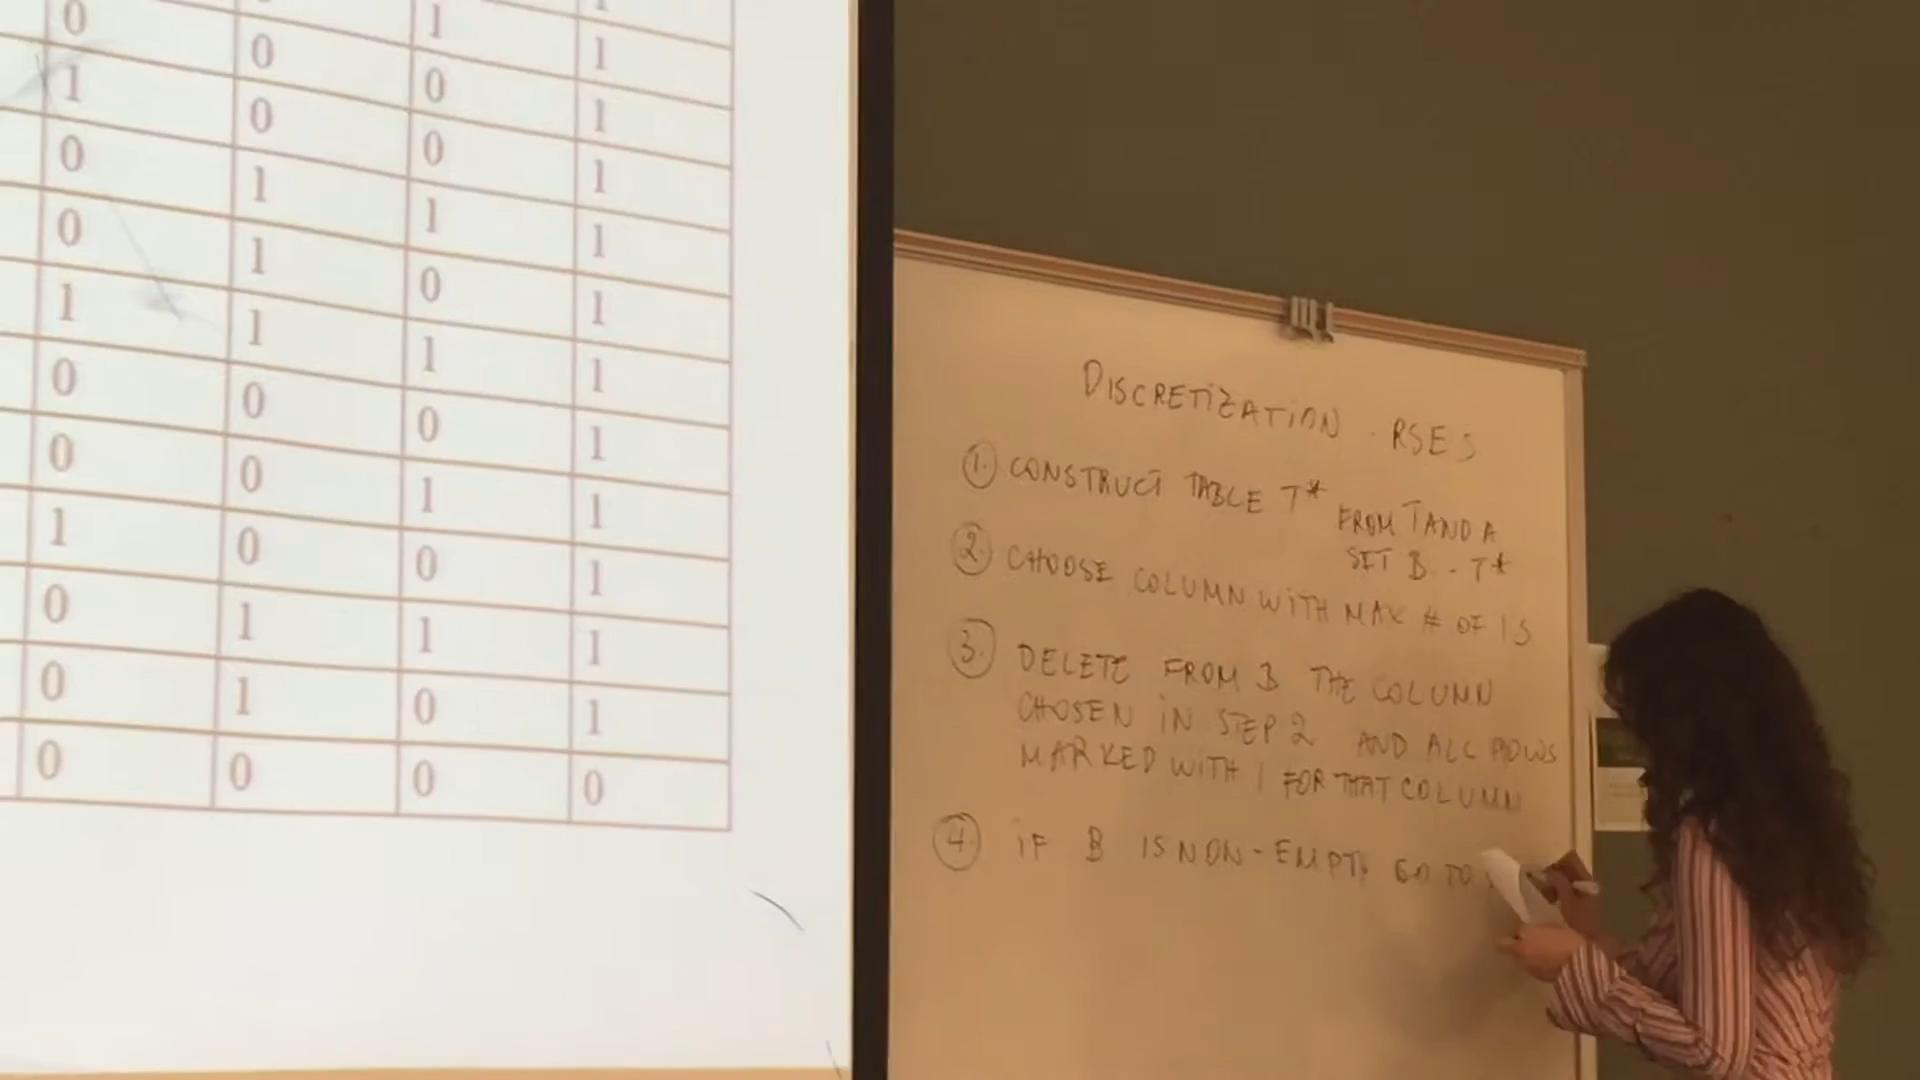 1 1
0 0 0 1
1 0 0 1
0 1 1 1
0 1 0 1
1 1 1 1
0 0 0 1
0 0 1 1
1 0 0 1
0 1 1 1
0 1 0 1
0 0 0 0
DISCRETIZATION - RSES
1. CONSTRUCT TABLE T* FROM T AND A
SET B - T*
2. CHOOSE COLUMN WITH MAX # OF 1S
3. DELETE FROM B THE COLUMN
CHOSEN IN STEP 2 AND ALL ROWS
MARKED WITH 1 FOR THAT COLUMN
4. IF B IS NON-EMPTY GO TO